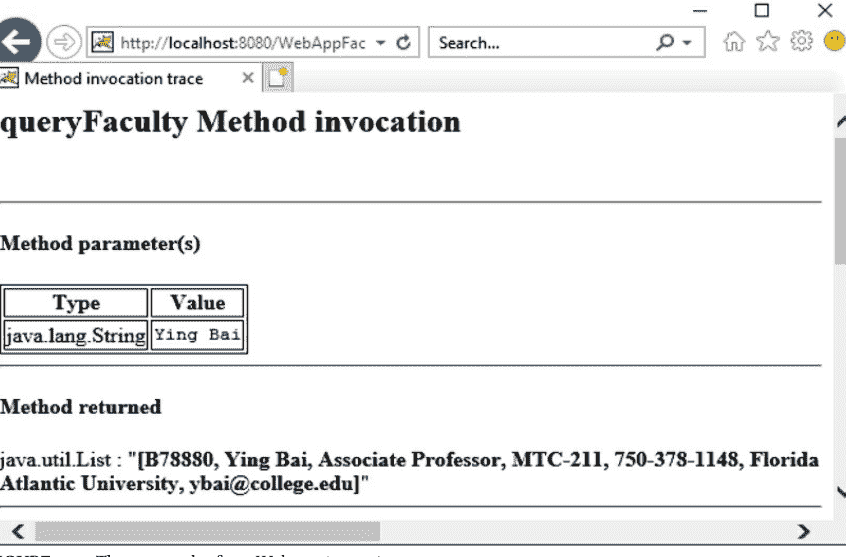 http://localhost:8080/WebAppFac
Search...
Method invocation trace
queryFaculty Method invocation
Method parameter(s)
Type Value
java.lang.String Ying Bai
Method returned
java.util.List : "[B78880, Ying Bai, Associate Professor, MTC-211, 750-378-1148, Florida
Atlantic University, ybai@college.edu]"